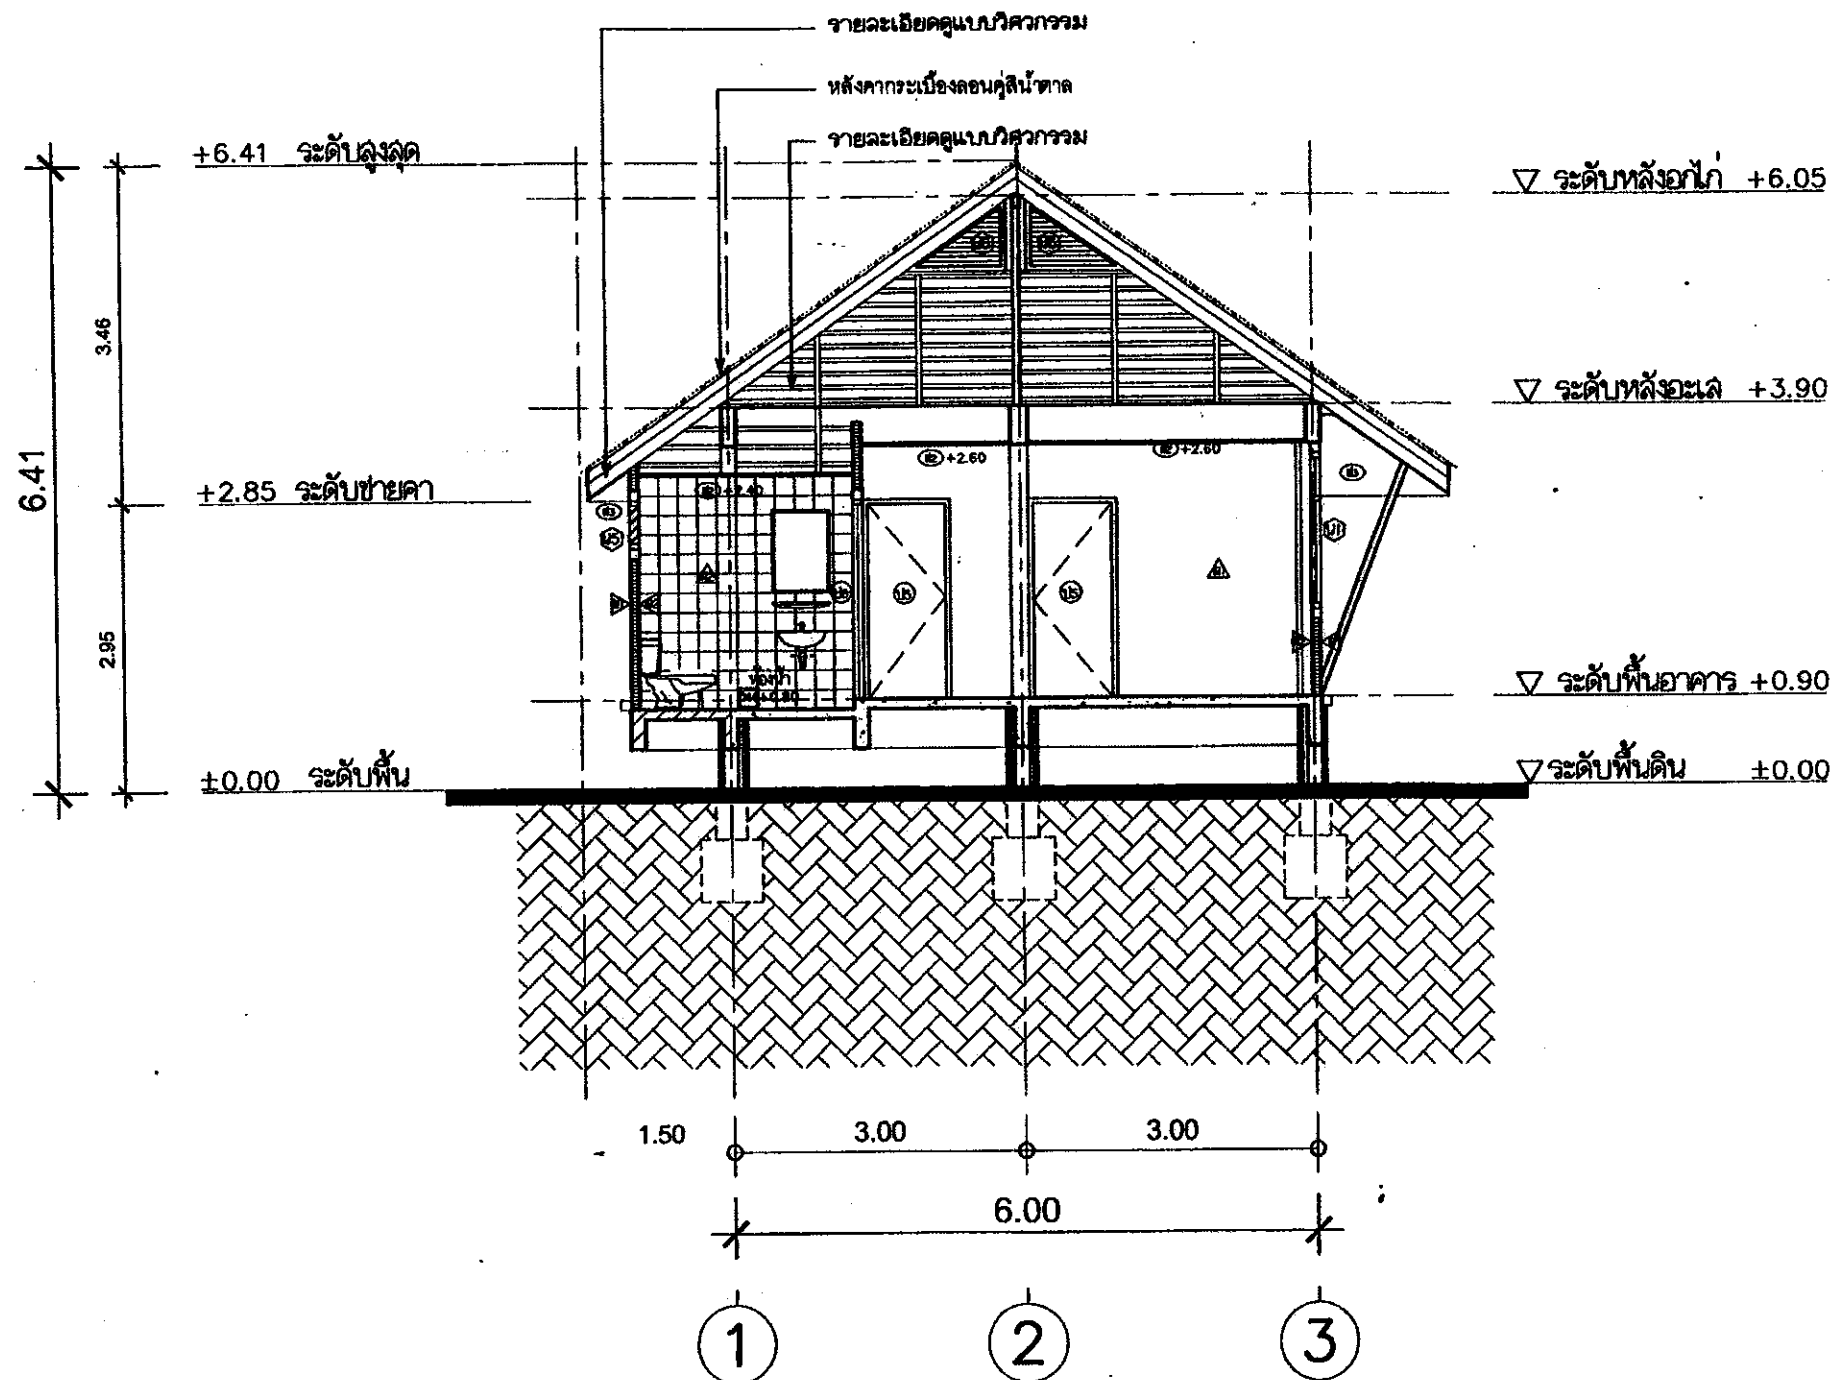 รายละเอียดดูแบบวิศวกรรม
หลังคากระเบื้องลอนคู่สีน้ำตาล
รายละเอียดดูแบบวิศวกรรม
+6.41 ระดับสูงสุด
ระดับหลังอกไก่ +6.05
3.46
ระดับหลังอะเส +3.90
6.41
+2.60
+2.60
+2.85 ระดับชายคา
+2.40
2.95
ห้องน้ำ
ระดับพื้นอาคาร +0.90
±0.00 ระดับพื้น
ระดับพื้นดิน ±0.00
1.50 3.00 3.00
6.00
1 2 3